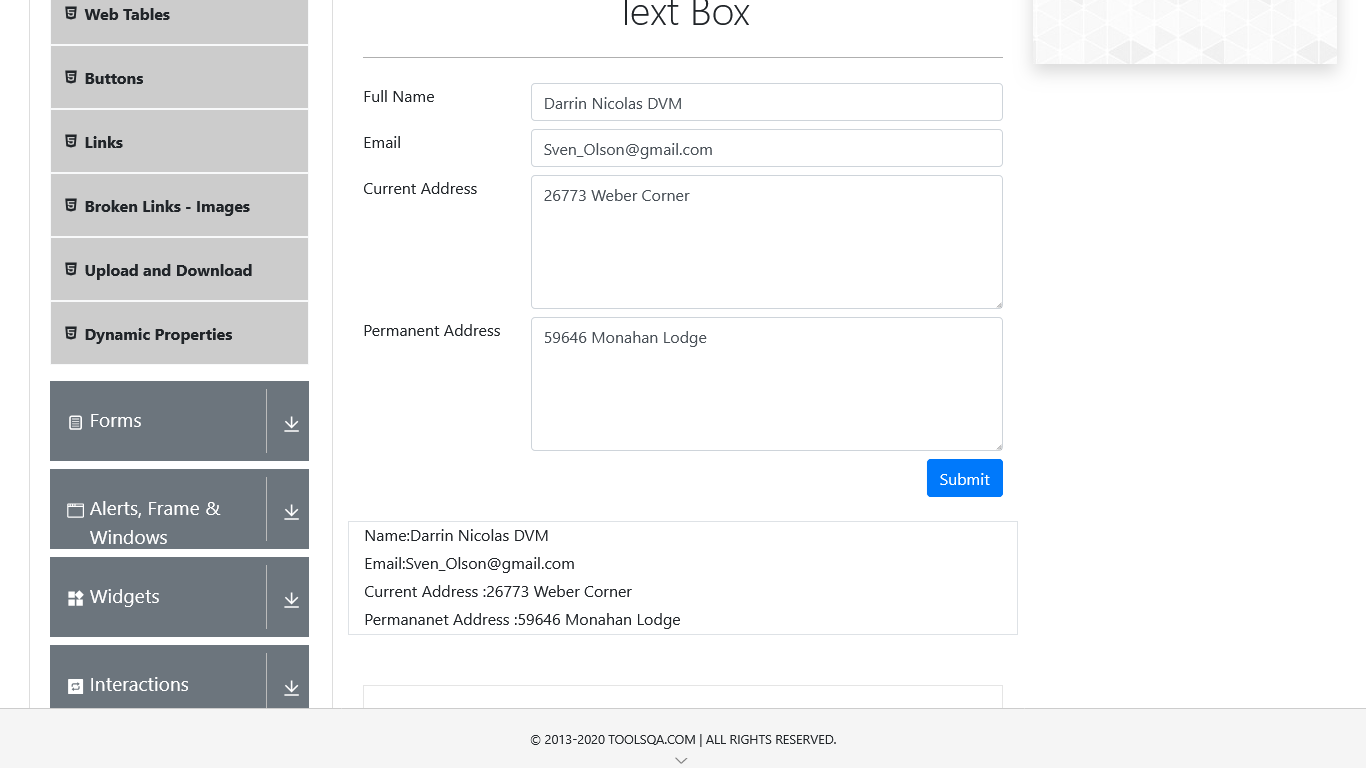 Web Tables
Buttons
Links
Broken Links - Images
Upload and Download
Dynamic Properties
Forms
Alerts, Frame &
Windows
Widgets
Interactions
Text Box
Full Name
Darrin Nicolas DVM
Email
Sven_Olson@gmail.com
Current Address
26773 Weber Corner
Permanent Address
59646 Monahan Lodge
Submit
Name:Darrin Nicolas DVM
Email:Sven_Olson@gmail.com
Current Address :26773 Weber Corner
Permananet Address :59646 Monahan Lodge
© 2013-2020 TOOLSQA.COM | ALL RIGHTS RESERVED.